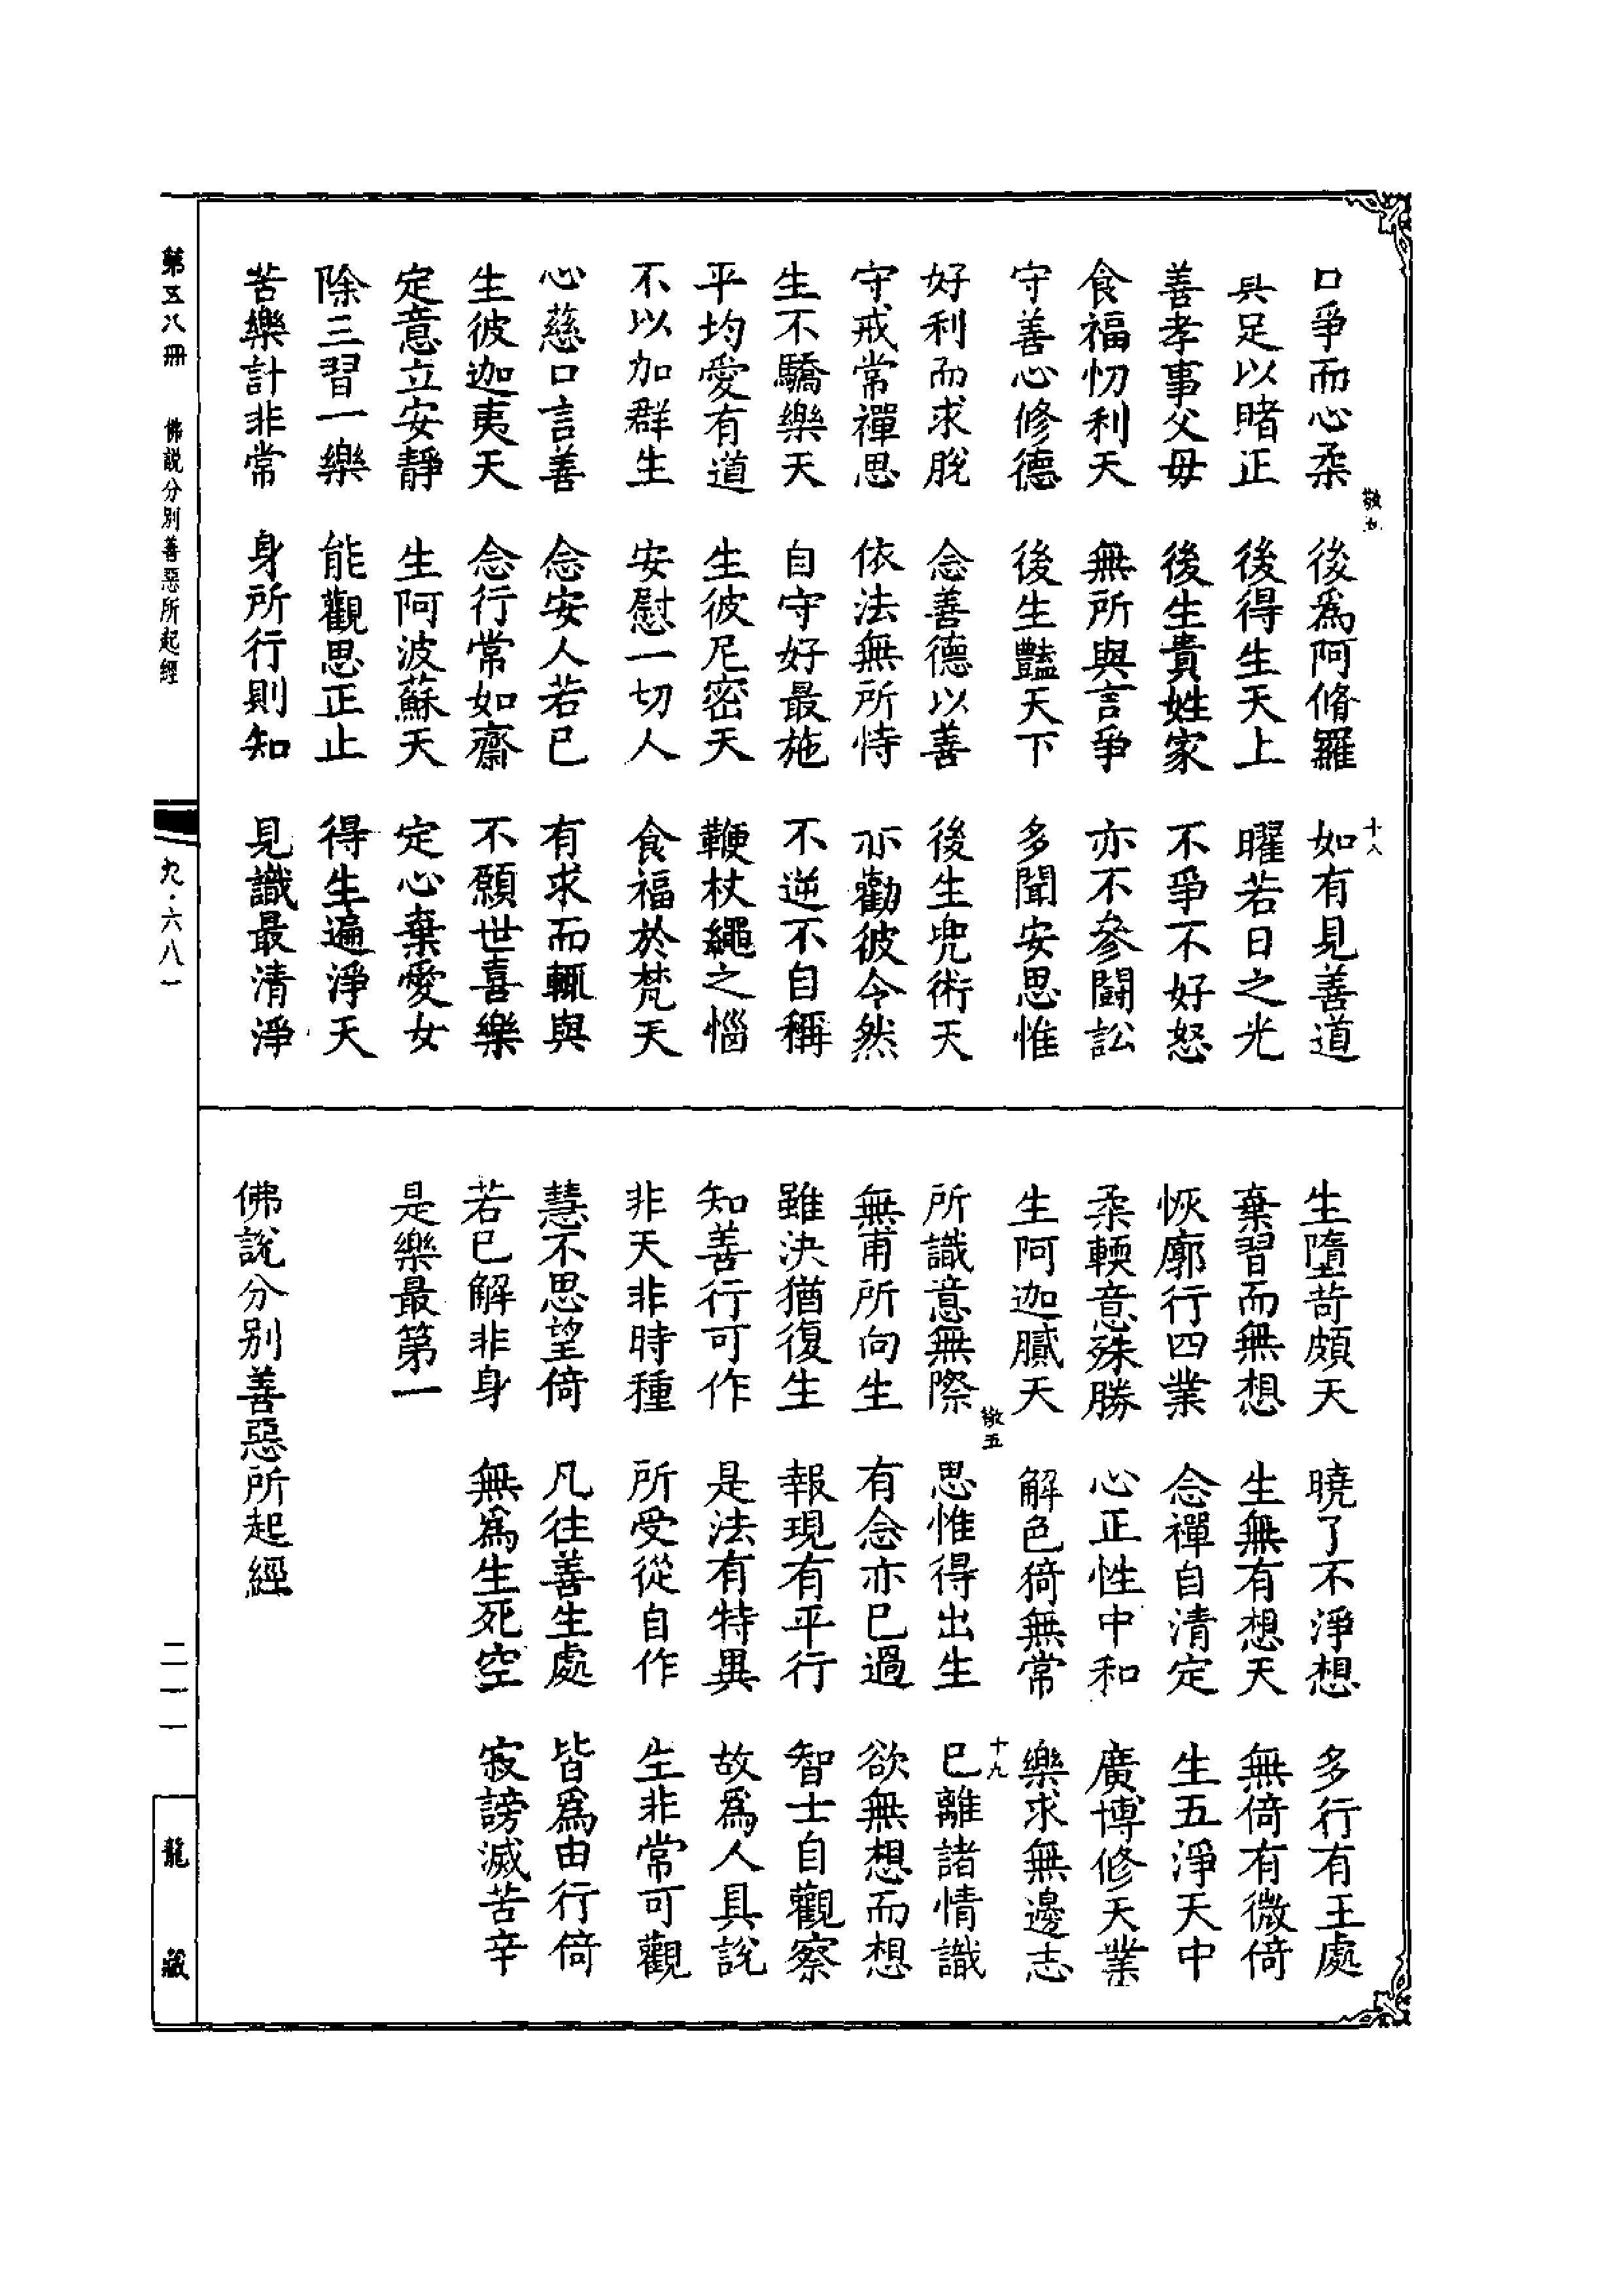 敬五 十八
口爭而心柔 後爲阿脩羅 如有見善道
具足以睹正 後得生天上 曜若日之光
善孝事父母 後生貴姓家 不爭不好怒
食福忉利天 無所與言爭 亦不參鬪訟
守善心修德 後生豔天下 多聞安思惟
好利而求脫 念善德以善 後生兜術天
守戒常禪思 依法無所恃 亦勸彼令然
生不驕樂天 自守好最施 不逆不自稱
平均愛有道 生彼尼密天 鞭杖繩之惱
不以加群生 安慰一切人 食福於梵天
心慈口言善 念安人若已 有求而輒與
生彼迦夷天 念行常如齋 不願世喜樂
定意立安靜 生阿波蘇天 定心棄愛女
除三習一樂 能觀思正止 得生遍淨天
苦樂計非常 身所行則知 見識最清淨
生墮苛頗天 曉了不淨想 多行有王處
棄習而無想 生無有想天 無倚有微倚
恢廓行四業 念禪自清定 生五淨天中
柔輭意殊勝 心正性中和 廣博修天業
生阿迦膩天 解色猗無常 樂求無邊志
敬五 十九
所識意無際 思惟得出生 已離諸情識
無甫所向生 有念亦已過 欲無想而想
雖決猶復生 報現有平行 智士自觀察
知善行可作 是法有特異 故爲人具說
非天非時種 所受從自作 生非常可觀
慧不思望倚 凡往善生處 皆爲由行倚
若已解非身 無爲生死空 寂謗滅苦辛
是樂最第一
佛說分別善惡所起經
第五八冊 佛說分別善惡所起經 九·六八一
二一一 龍藏